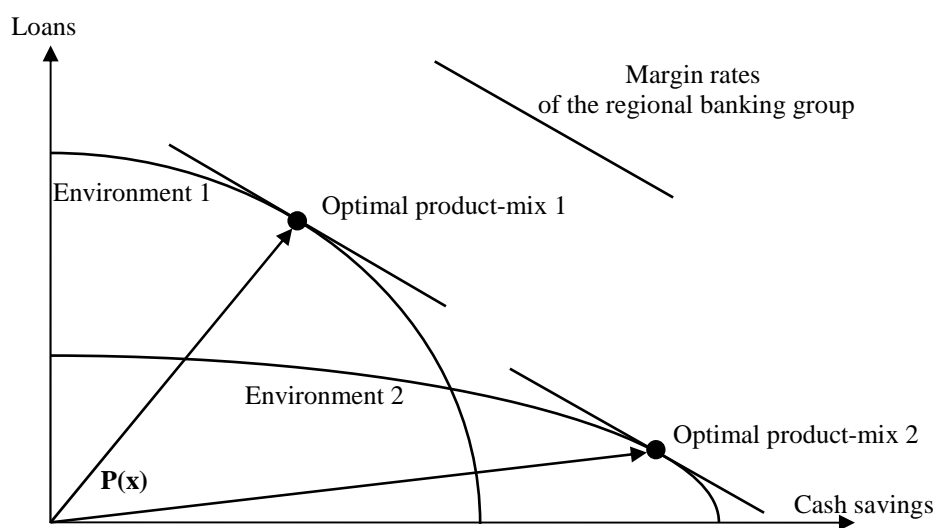 Loans
Margin rates
of the regional banking group
Environment 1
Optimal product-mix 1
Environment 2
Optimal product-mix 2
P(x)
Cash savings